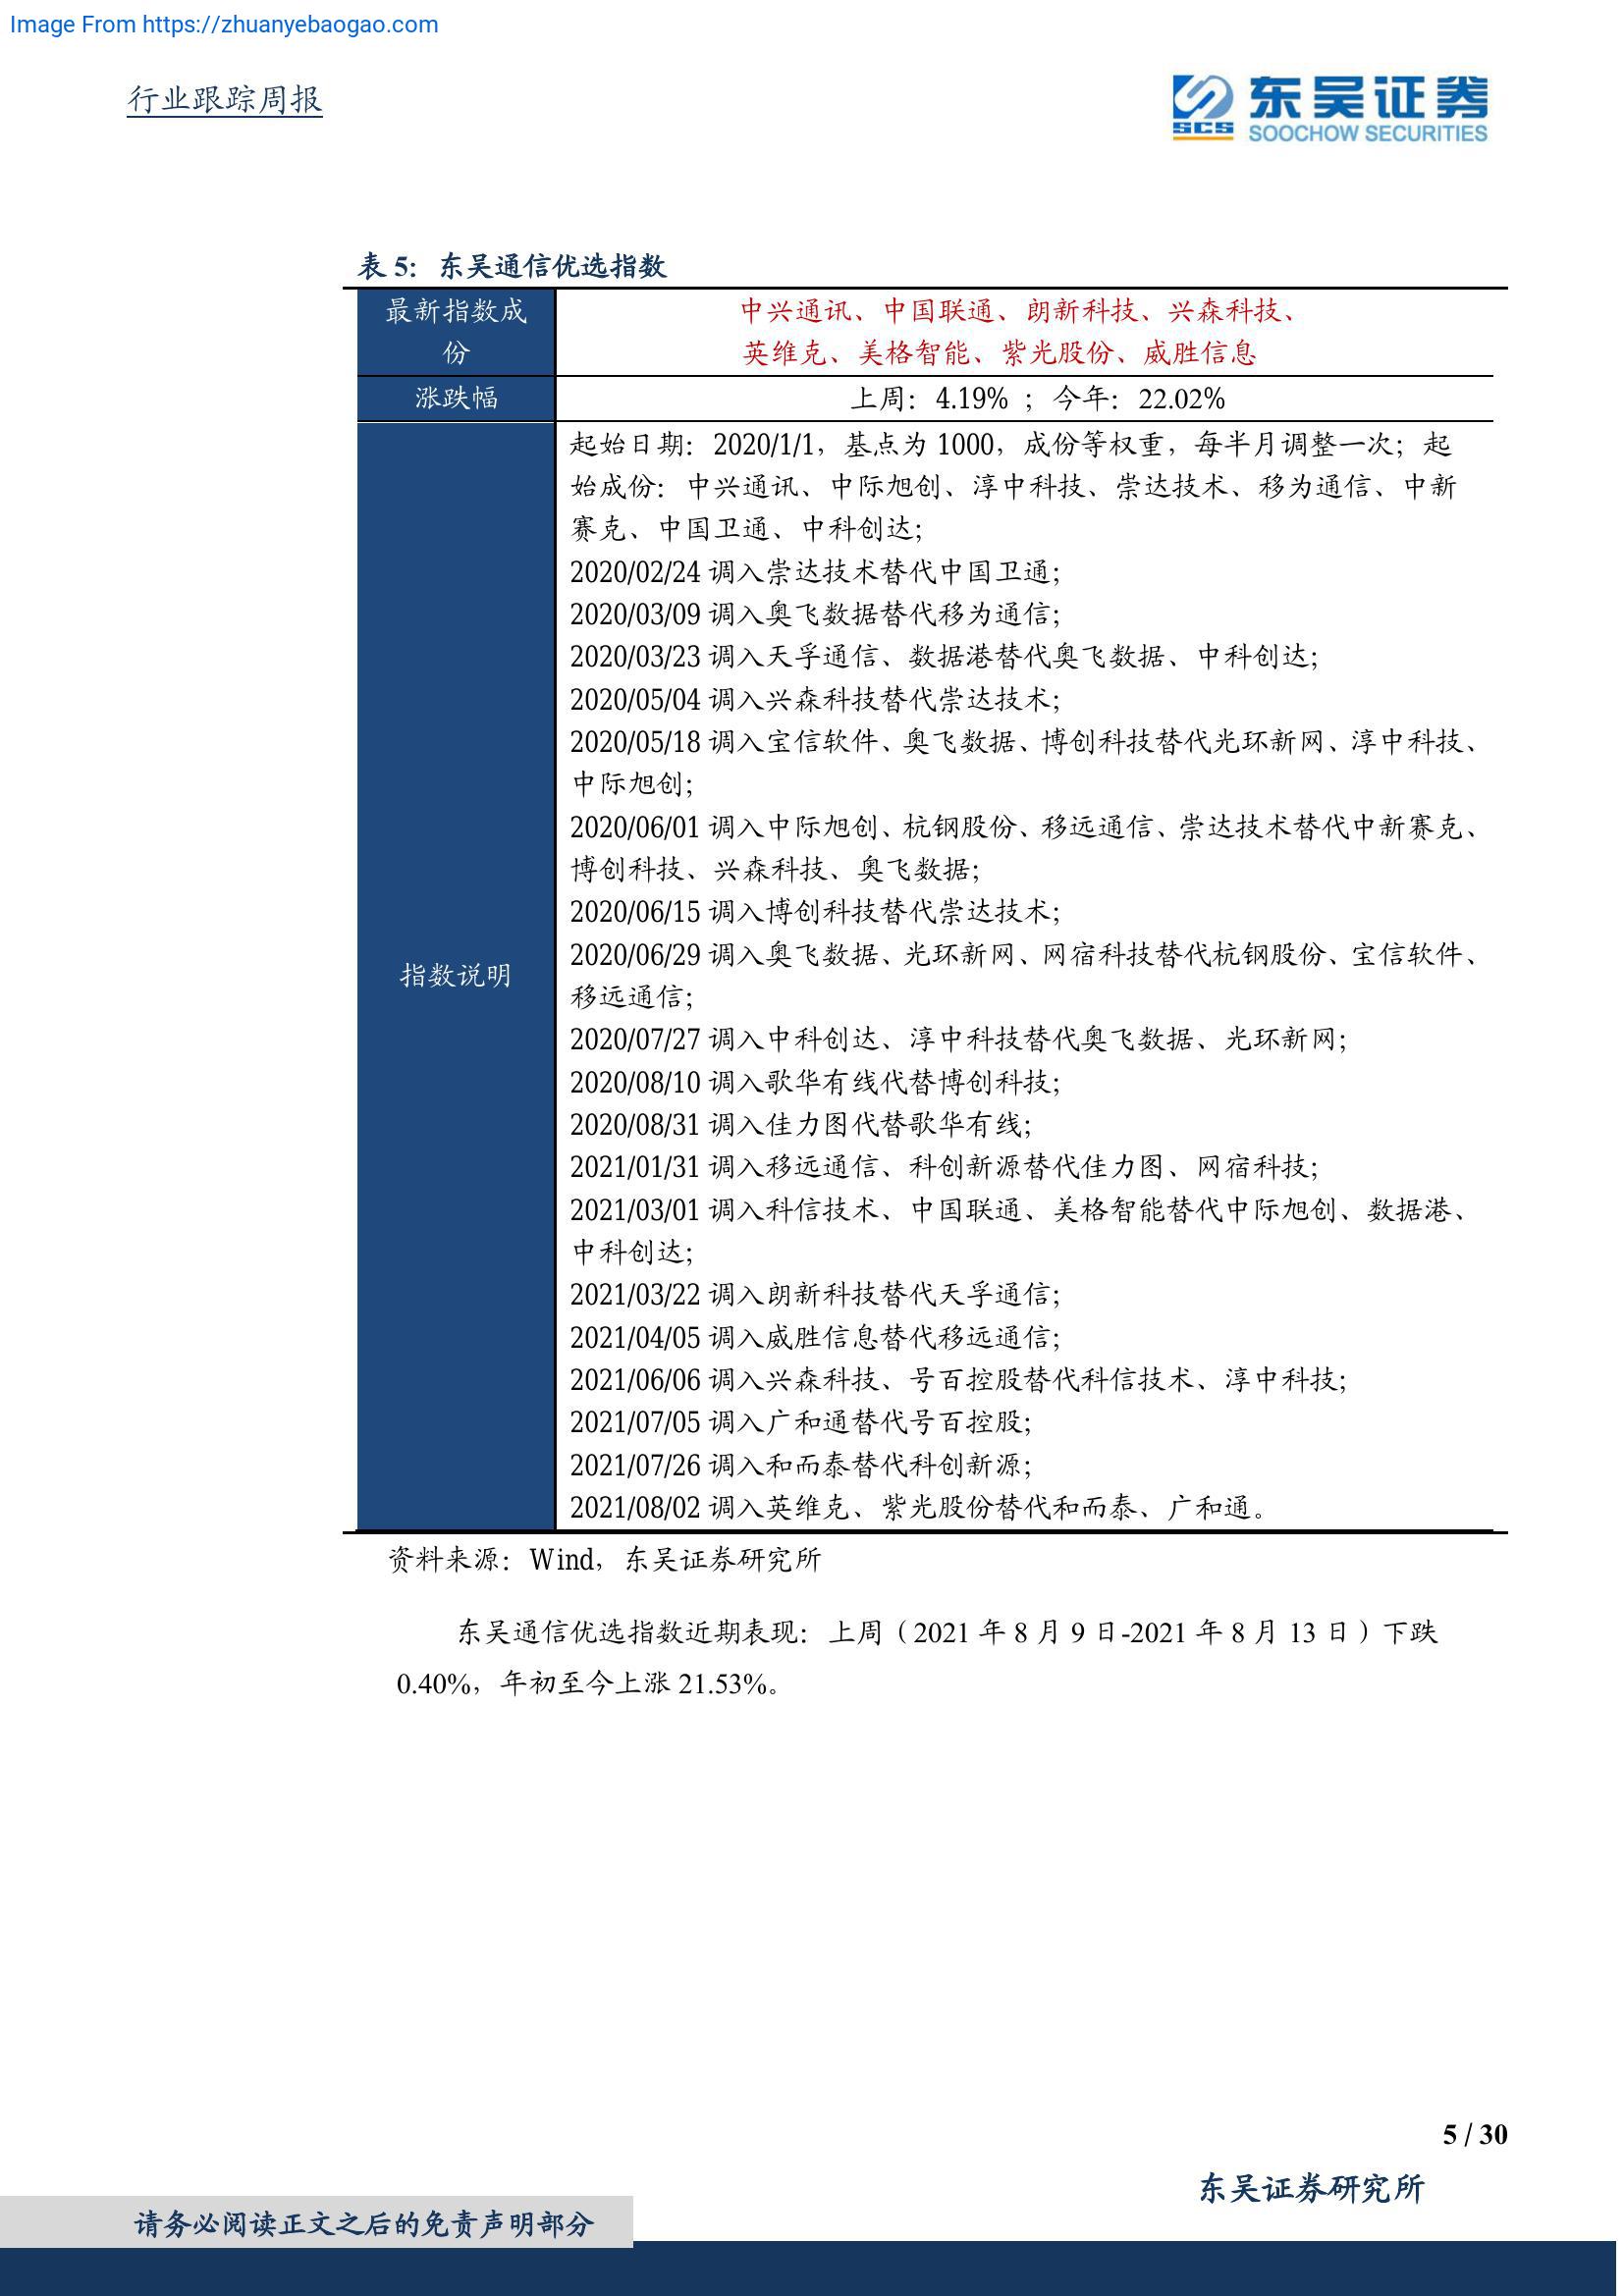 Image From https://zhuanyebaogao.com
行业跟踪周报
SCS
东吴证券
SOOCHOW SECURITIES
表 5：东吴通信优选指数
最新指数成
份
中兴通讯、中国联通、朗新科技、兴森科技、
英维克、美格智能、紫光股份、威胜信息
涨跌幅
上周：4.19% ；今年：22.02%
指数说明
起始日期：2020/1/1，基点为 1000，成份等权重，每半月调整一次；起
始成份：中兴通讯、中际旭创、淳中科技、崇达技术、移为通信、中新
赛克、中国卫通、中科创达；
2020/02/24 调入崇达技术替代中国卫通；
2020/03/09 调入奥飞数据替代移为通信；
2020/03/23 调入天孚通信、数据港替代奥飞数据、中科创达；
2020/05/04 调入兴森科技替代崇达技术；
2020/05/18 调入宝信软件、奥飞数据、博创科技替代光环新网、淳中科技、
中际旭创；
2020/06/01 调入中际旭创、杭钢股份、移远通信、崇达技术替代中新赛克、
博创科技、兴森科技、奥飞数据；
2020/06/15 调入博创科技替代崇达技术；
2020/06/29 调入奥飞数据、光环新网、网宿科技替代杭钢股份、宝信软件、
移远通信；
2020/07/27 调入中科创达、淳中科技替代奥飞数据、光环新网；
2020/08/10 调入歌华有线代替博创科技；
2020/08/31 调入佳力图代替歌华有线；
2021/01/31 调入移远通信、科创新源替代佳力图、网宿科技；
2021/03/01 调入科信技术、中国联通、美格智能替代中际旭创、数据港、
中科创达；
2021/03/22 调入朗新科技替代天孚通信；
2021/04/05 调入威胜信息替代移远通信；
2021/06/06 调入兴森科技、号百控股替代科信技术、淳中科技；
2021/07/05 调入广和通替代号百控股；
2021/07/26 调入和而泰替代科创新源；
2021/08/02 调入英维克、紫光股份替代和而泰、广和通。
资料来源：Wind，东吴证券研究所
东吴通信优选指数近期表现：上周（2021 年 8 月 9 日-2021 年 8 月 13 日）下跌
0.40%，年初至今上涨 21.53%。
5 / 30
东吴证券研究所
请务必阅读正文之后的免责声明部分